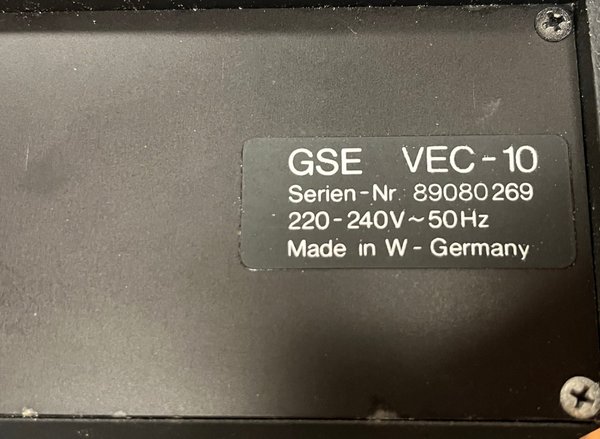 GSE VEC-10
Serien-Nr. 89080269
220-240V~50Hz
Made in W-Germany